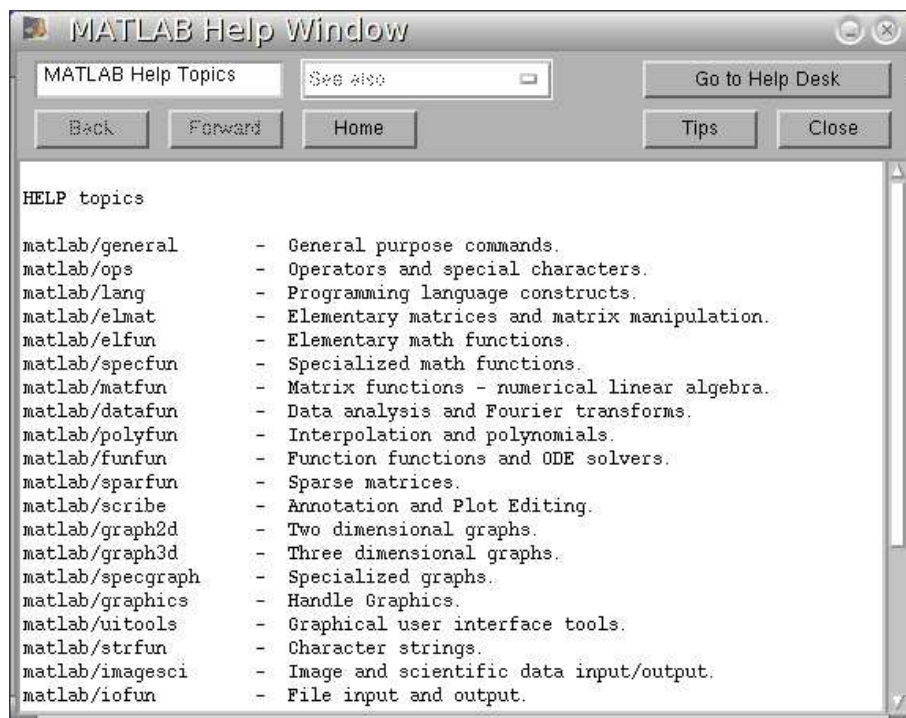 MATLAB Help Window
MATLAB Help Topics See also Go to Help Desk
Back Forward Home Tips Close
HELP topics
matlab/general - General purpose commands.
matlab/ops - Operators and special characters.
matlab/lang - Programming language constructs.
matlab/elmat - Elementary matrices and matrix manipulation.
matlab/elfun - Elementary math functions.
matlab/specfun - Specialized math functions.
matlab/matfun - Matrix functions - numerical linear algebra.
matlab/datafun - Data analysis and Fourier transforms.
matlab/polyfun - Interpolation and polynomials.
matlab/funfun - Function functions and ODE solvers.
matlab/sparfun - Sparse matrices.
matlab/scribe - Annotation and Plot Editing.
matlab/graph2d - Two dimensional graphs.
matlab/graph3d - Three dimensional graphs.
matlab/specgraph - Specialized graphs.
matlab/graphics - Handle Graphics.
matlab/uitools - Graphical user interface tools.
matlab/strfun - Character strings.
matlab/imagesci - Image and scientific data input/output.
matlab/iofun - File input and output.